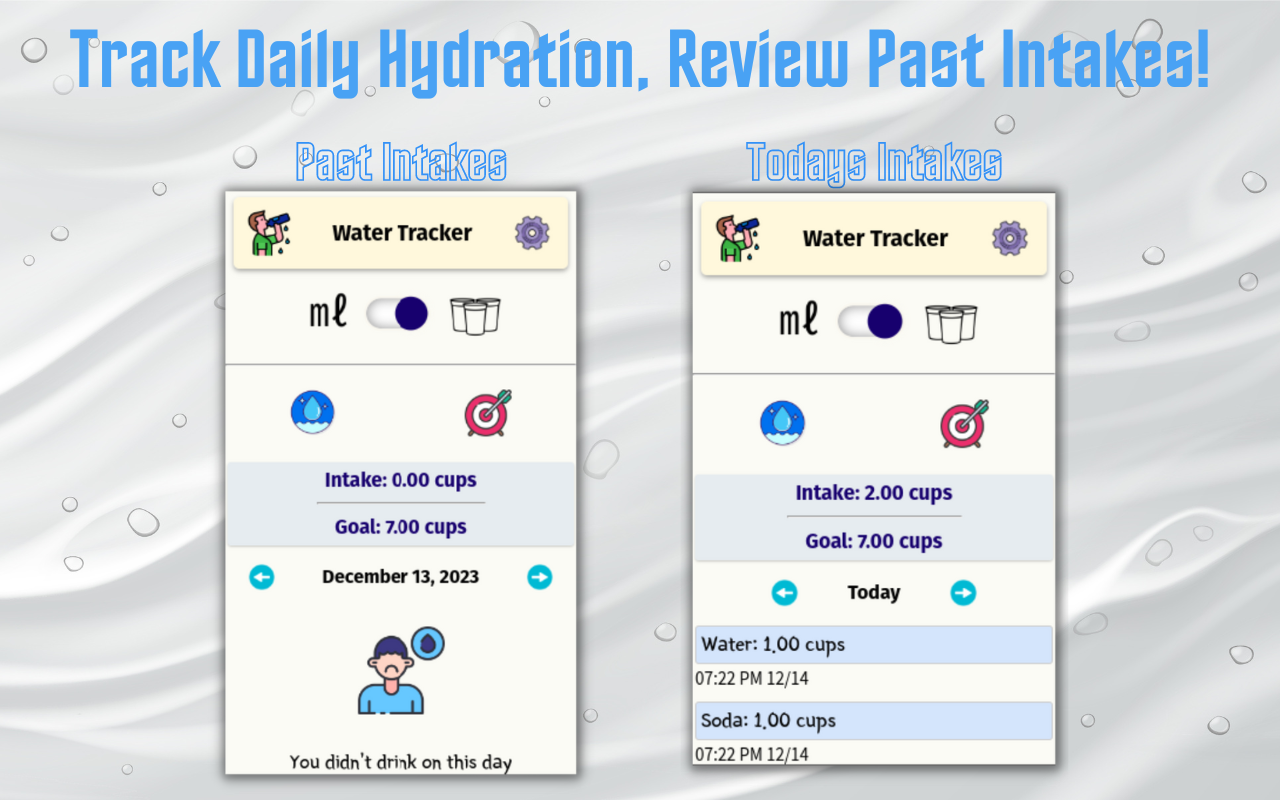 Track Daily Hydration, Review Past Intakes!
Past Intakes
Water Tracker
mℓ
Intake: 0.00 cups
Goal: 7.00 cups
December 13, 2023
You didn't drink on this day
Todays Intakes
Water Tracker
mℓ
Intake: 2.00 cups
Goal: 7.00 cups
Today
Water: 1.00 cups
07:22 PM 12/14
Soda: 1.00 cups
07:22 PM 12/14